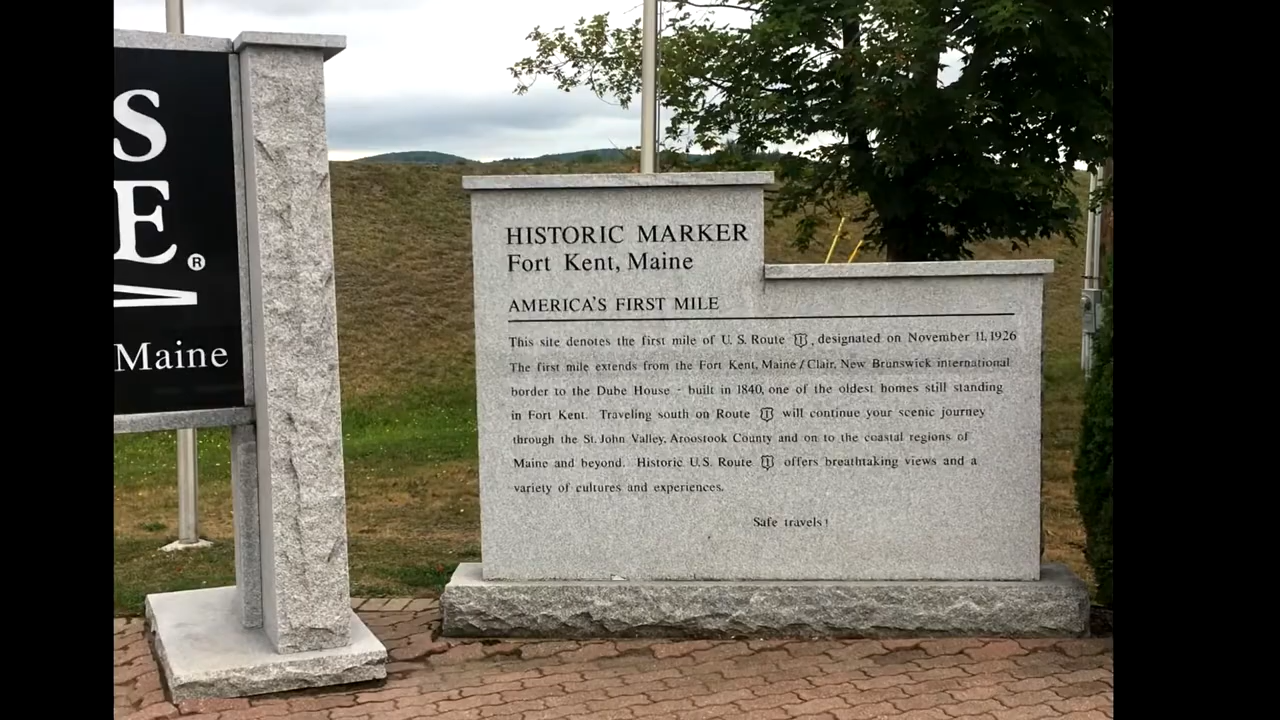 S
E®
Maine
HISTORIC MARKER
Fort Kent, Maine
AMERICA'S FIRST MILE
This site denotes the first mile of U. S. Route 1, designated on November 11, 1926
The first mile extends from the Fort Kent, Maine / Clair, New Brunswick international
border to the Dube House - built in 1840, one of the oldest homes still standing
in Fort Kent. Traveling south on Route 1 will continue your scenic journey
through the St. John Valley, Aroostook County and on to the coastal regions of
Maine and beyond. Historic U.S. Route 1 offers breathtaking views and a
variety of cultures and experiences.
Safe travels!